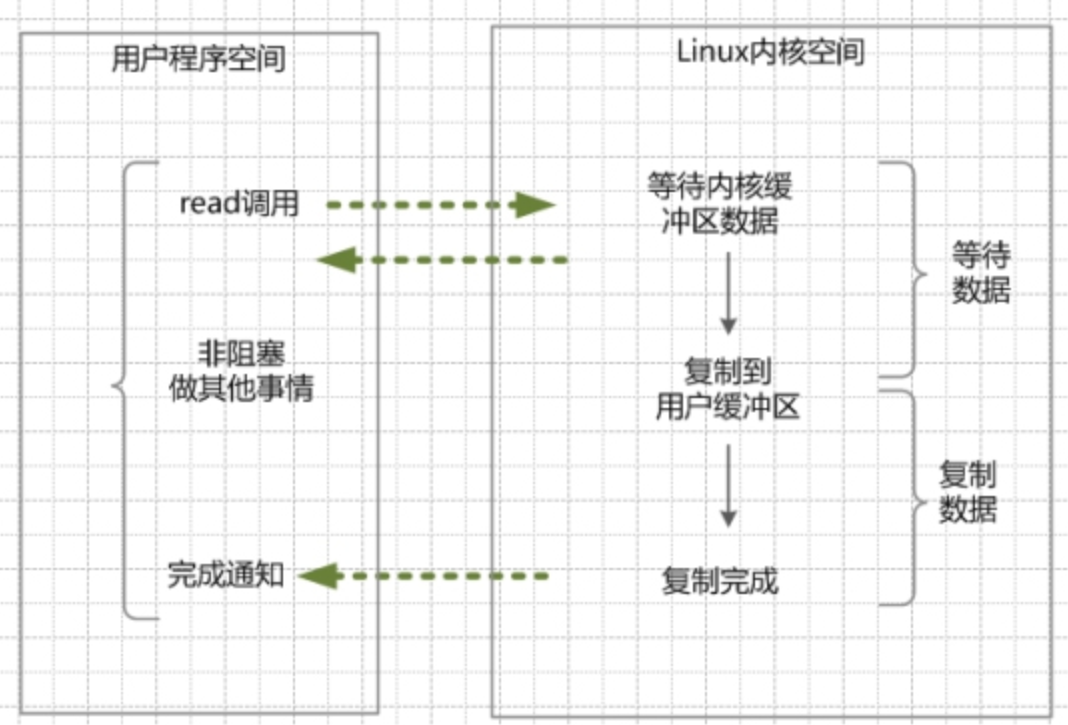 用户程序空间
Linux内核空间
read调用
等待内核缓
冲区数据
等待
数据
非阻塞
做其他事情
复制到
用户缓冲区
复制
数据
完成通知
复制完成